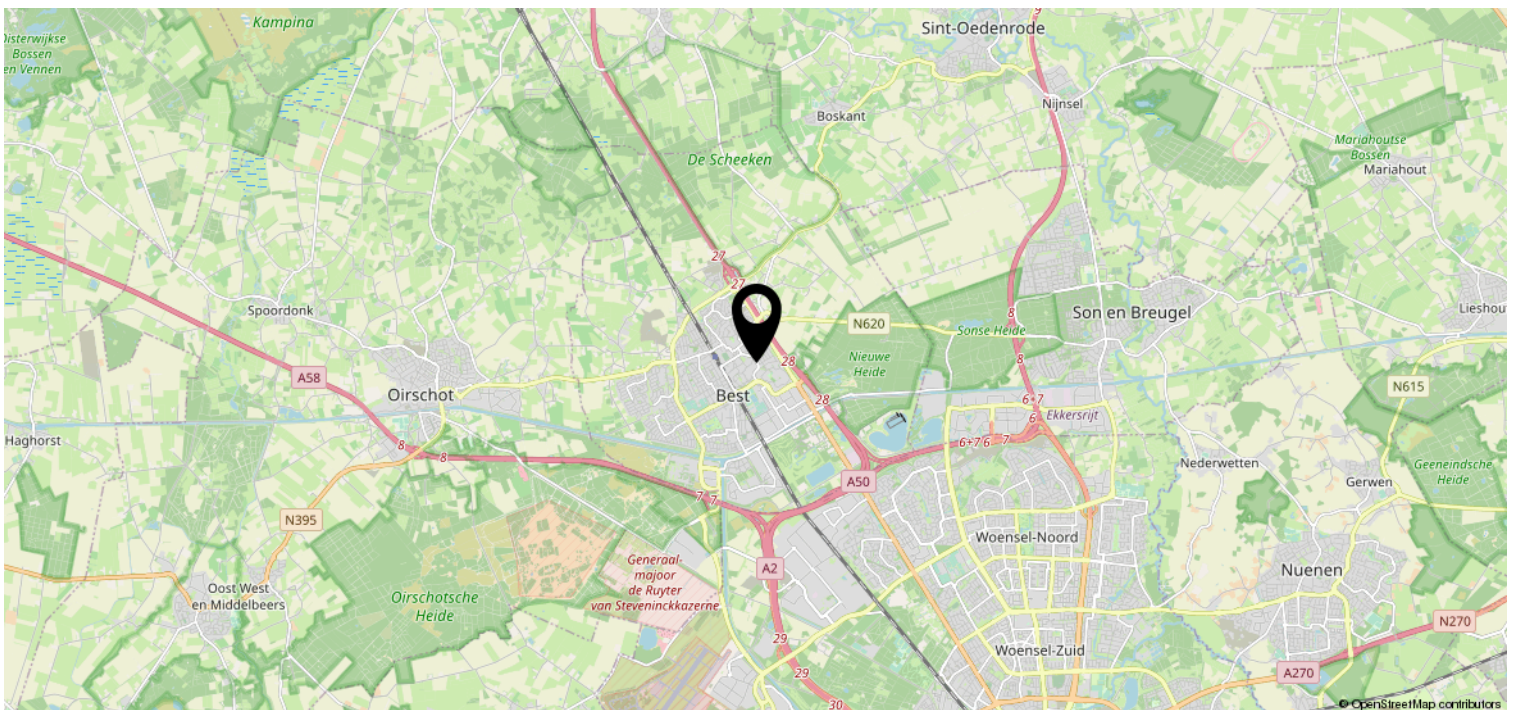 Kampina
Oisterwijkse
Bossen
en Vennen
Sint-Oedenrode
Nijnsel
Boskant
Mariahoutse
Bossen
Mariahout
De Scheeken
27
27
Spoordonk
N620
Sonse Heide
8
Son en Breugel
Lieshou
Nieuwe
Heide
28
8
A58
Oirschot
Best
28
6+7
6
Ekkersrijt
N615
Haghorst
8
8
6+7
6
7
Nederwetten
Geeneindsche
Heide
Gerwen
A50
7
7
N395
Woensel-Noord
Generaal-
majoor
de Ruyter
van Steveninckkazerne
A2
Nuenen
Oost West
en Middelbeers
Oirschotsche
Heide
N270
29
Woensel-Zuid
29
A270
30
© OpenStreetMap contributors